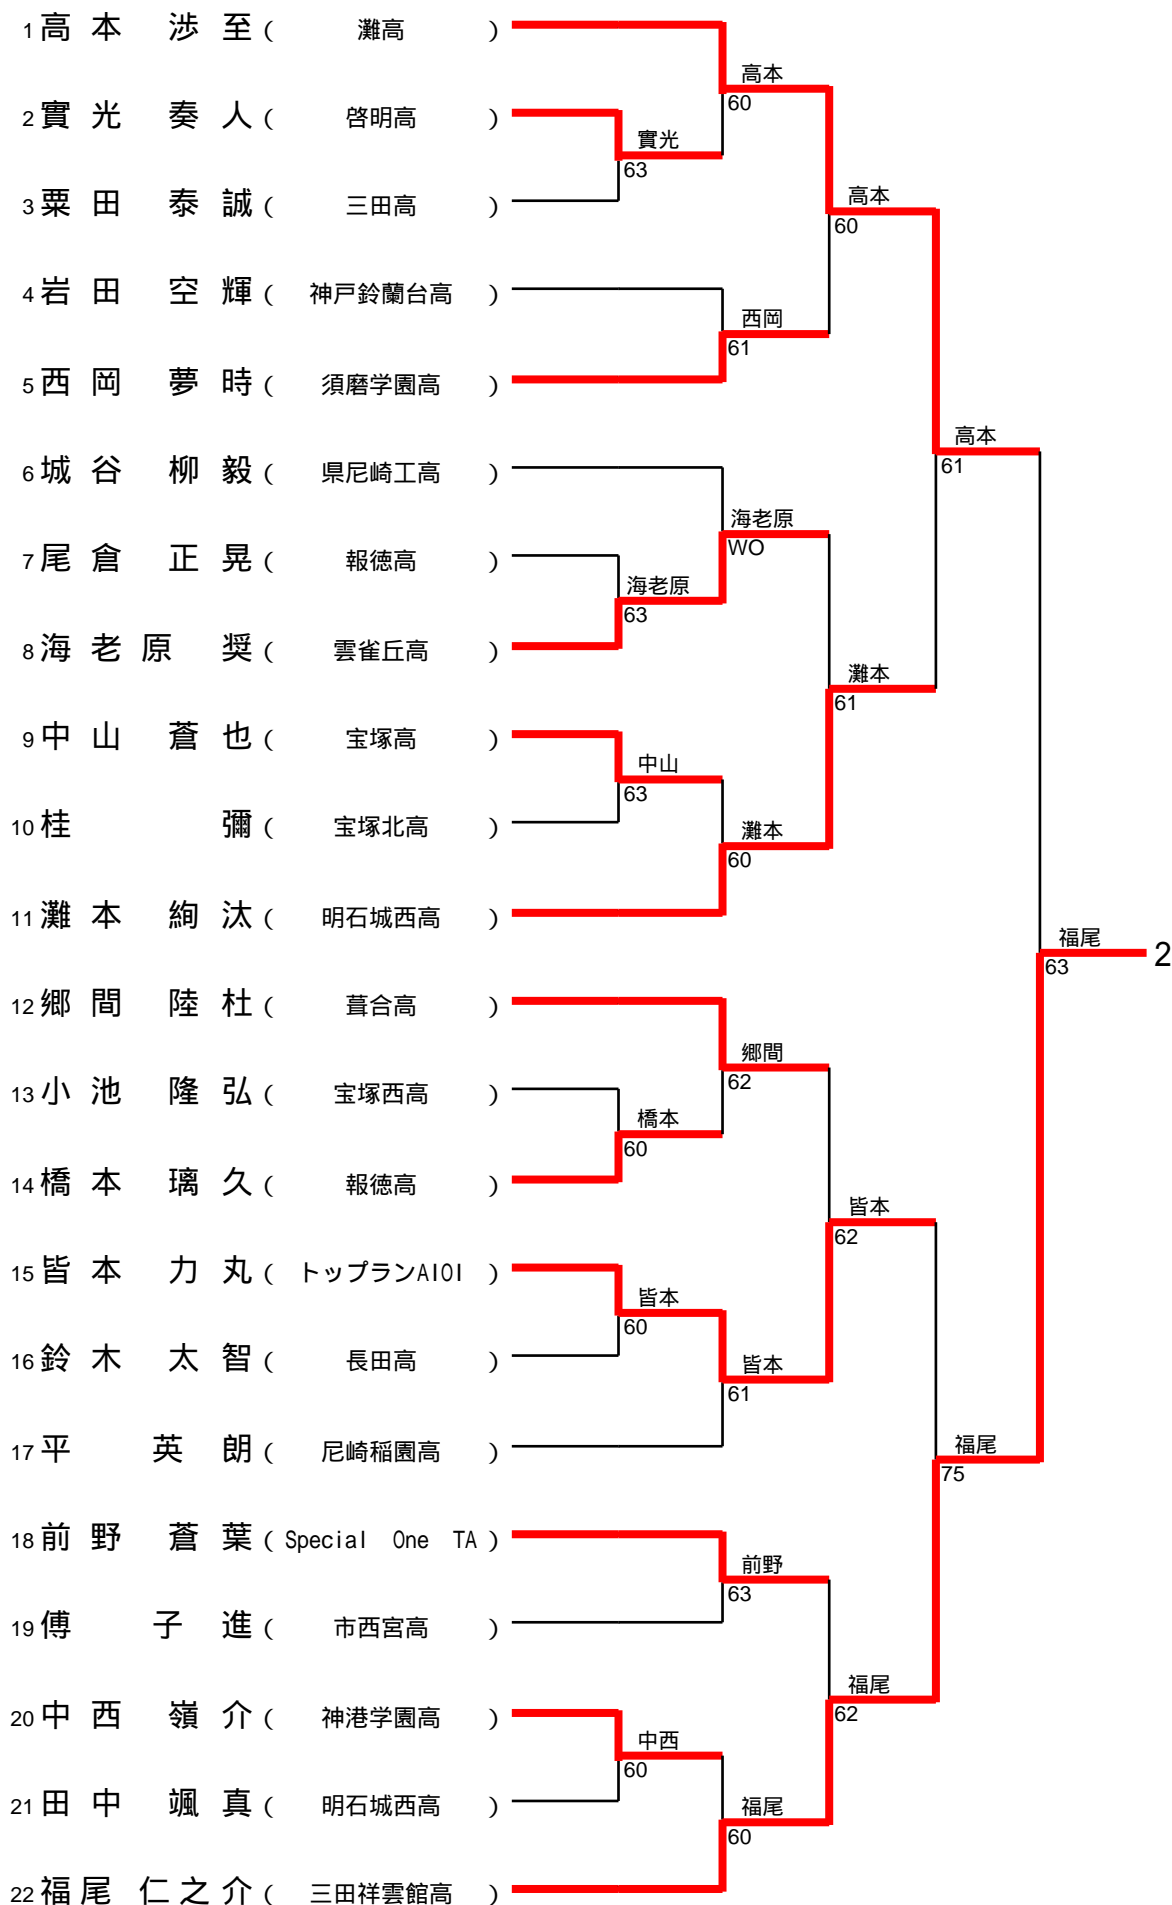 1 高本 渉至 ( 灘高 )
高本
60
2 實光 奏人 ( 啓明高 )
實光
63
3 粟田 泰誠 ( 三田高 )
高本
60
4 岩田 空輝 ( 神戸鈴蘭台高 )
西岡
61
5 西岡 夢時 ( 須磨学園高 )
高本
61
6 城谷 柳毅 ( 県尼崎工高 )
海老原
WO
7 尾倉 正晃 ( 報徳高 )
海老原
63
8 海老原 奨 ( 雲雀丘高 )
灘本
61
9 中山 蒼也 ( 宝塚高 )
中山
63
10 桂 彌 ( 宝塚北高 )
灘本
60
11 灘本 絢汰 ( 明石城西高 )
福尾
63
2
12 郷間 陸杜 ( 葺合高 )
郷間
62
13 小池 隆弘 ( 宝塚西高 )
橋本
60
14 橋本 璃久 ( 報徳高 )
皆本
62
15 皆本 力丸 ( トップランAIOI )
皆本
60
16 鈴木 太智 ( 長田高 )
皆本
61
17 平 英朗 ( 尼崎稲園高 )
福尾
75
18 前野 蒼葉 ( Special One TA )
前野
63
19 傅 子進 ( 市西宮高 )
福尾
62
20 中西 嶺介 ( 神港学園高 )
中西
60
21 田中 颯真 ( 明石城西高 )
福尾
60
22 福尾 仁之介 ( 三田祥雲館高 )